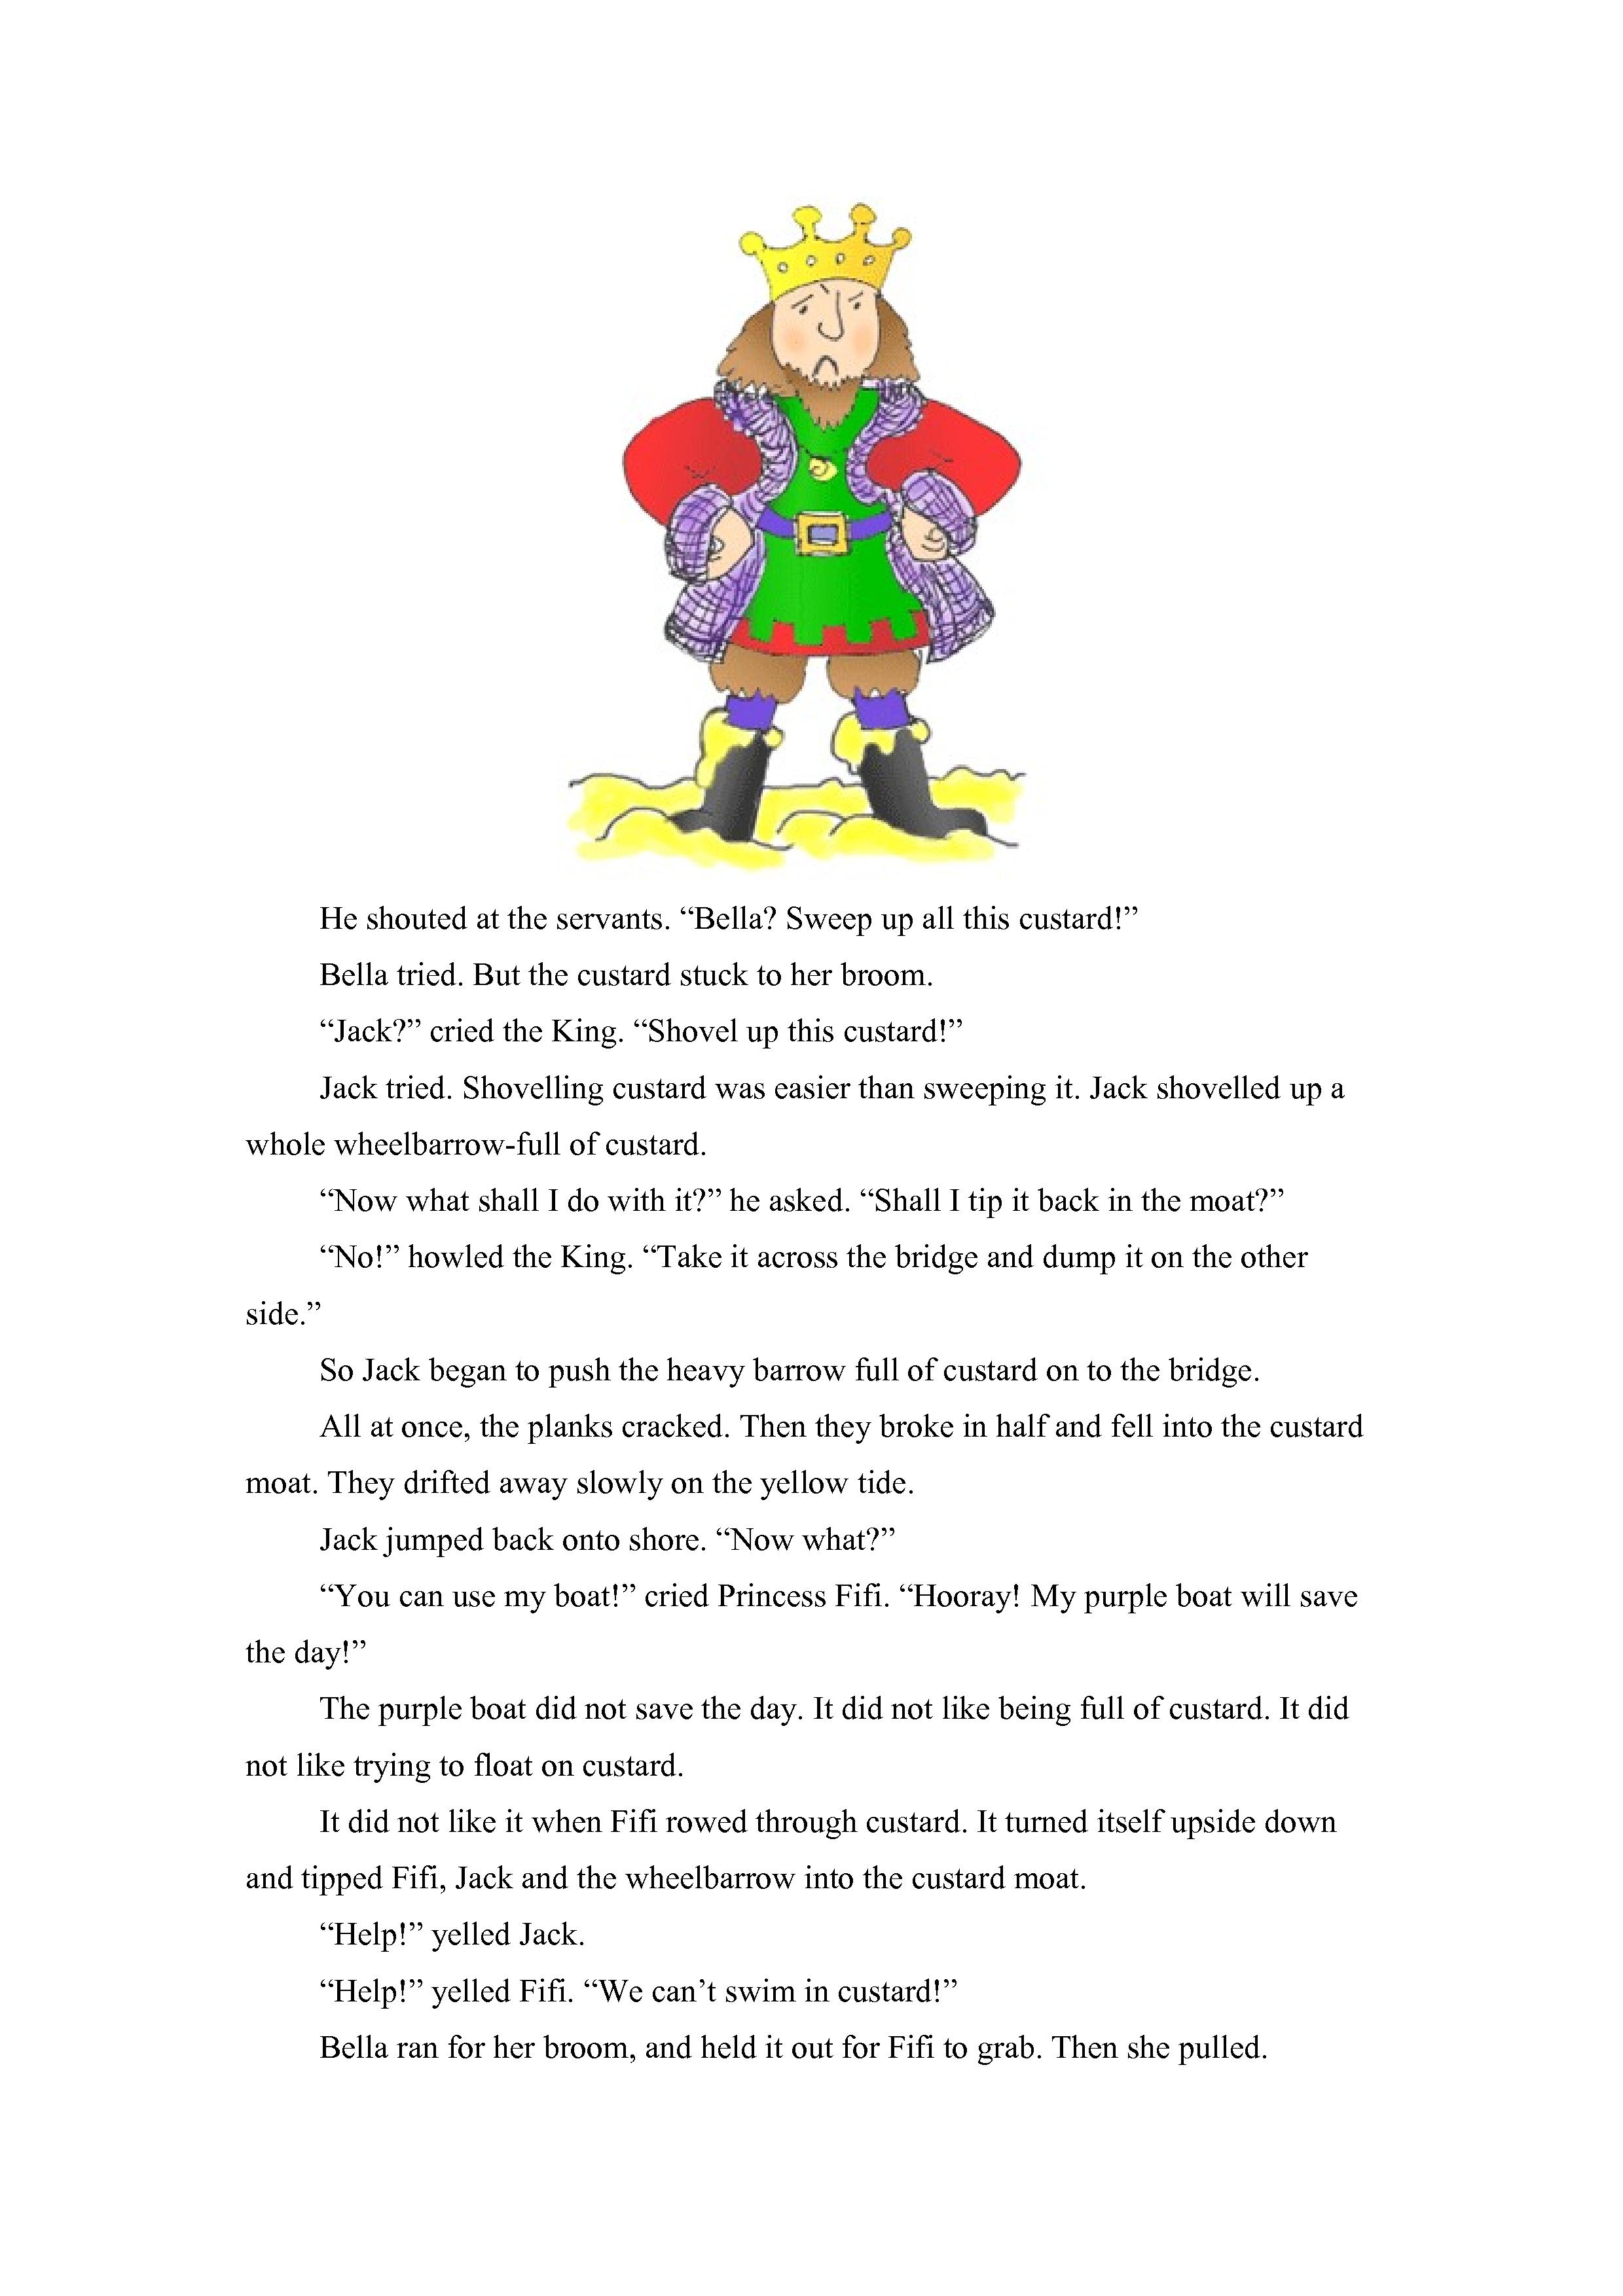 He shouted at the servants. “Bella? Sweep up all this custard!”
Bella tried. But the custard stuck to her broom.
“Jack?” cried the King. “Shovel up this custard!”
Jack tried. Shovelling custard was easier than sweeping it. Jack shovelled up a
whole wheelbarrow-full of custard.
“Now what shall I do with it?” he asked. “Shall I tip it back in the moat?”
“No!” howled the King. “Take it across the bridge and dump it on the other
side.”
So Jack began to push the heavy barrow full of custard on to the bridge.
All at once, the planks cracked. Then they broke in half and fell into the custard
moat. They drifted away slowly on the yellow tide.
Jack jumped back onto shore. “Now what?”
“You can use my boat!” cried Princess Fifi. “Hooray! My purple boat will save
the day!”
The purple boat did not save the day. It did not like being full of custard. It did
not like trying to float on custard.
It did not like it when Fifi rowed through custard. It turned itself upside down
and tipped Fifi, Jack and the wheelbarrow into the custard moat.
“Help!” yelled Jack.
“Help!” yelled Fifi. “We can’t swim in custard!”
Bella ran for her broom, and held it out for Fifi to grab. Then she pulled.